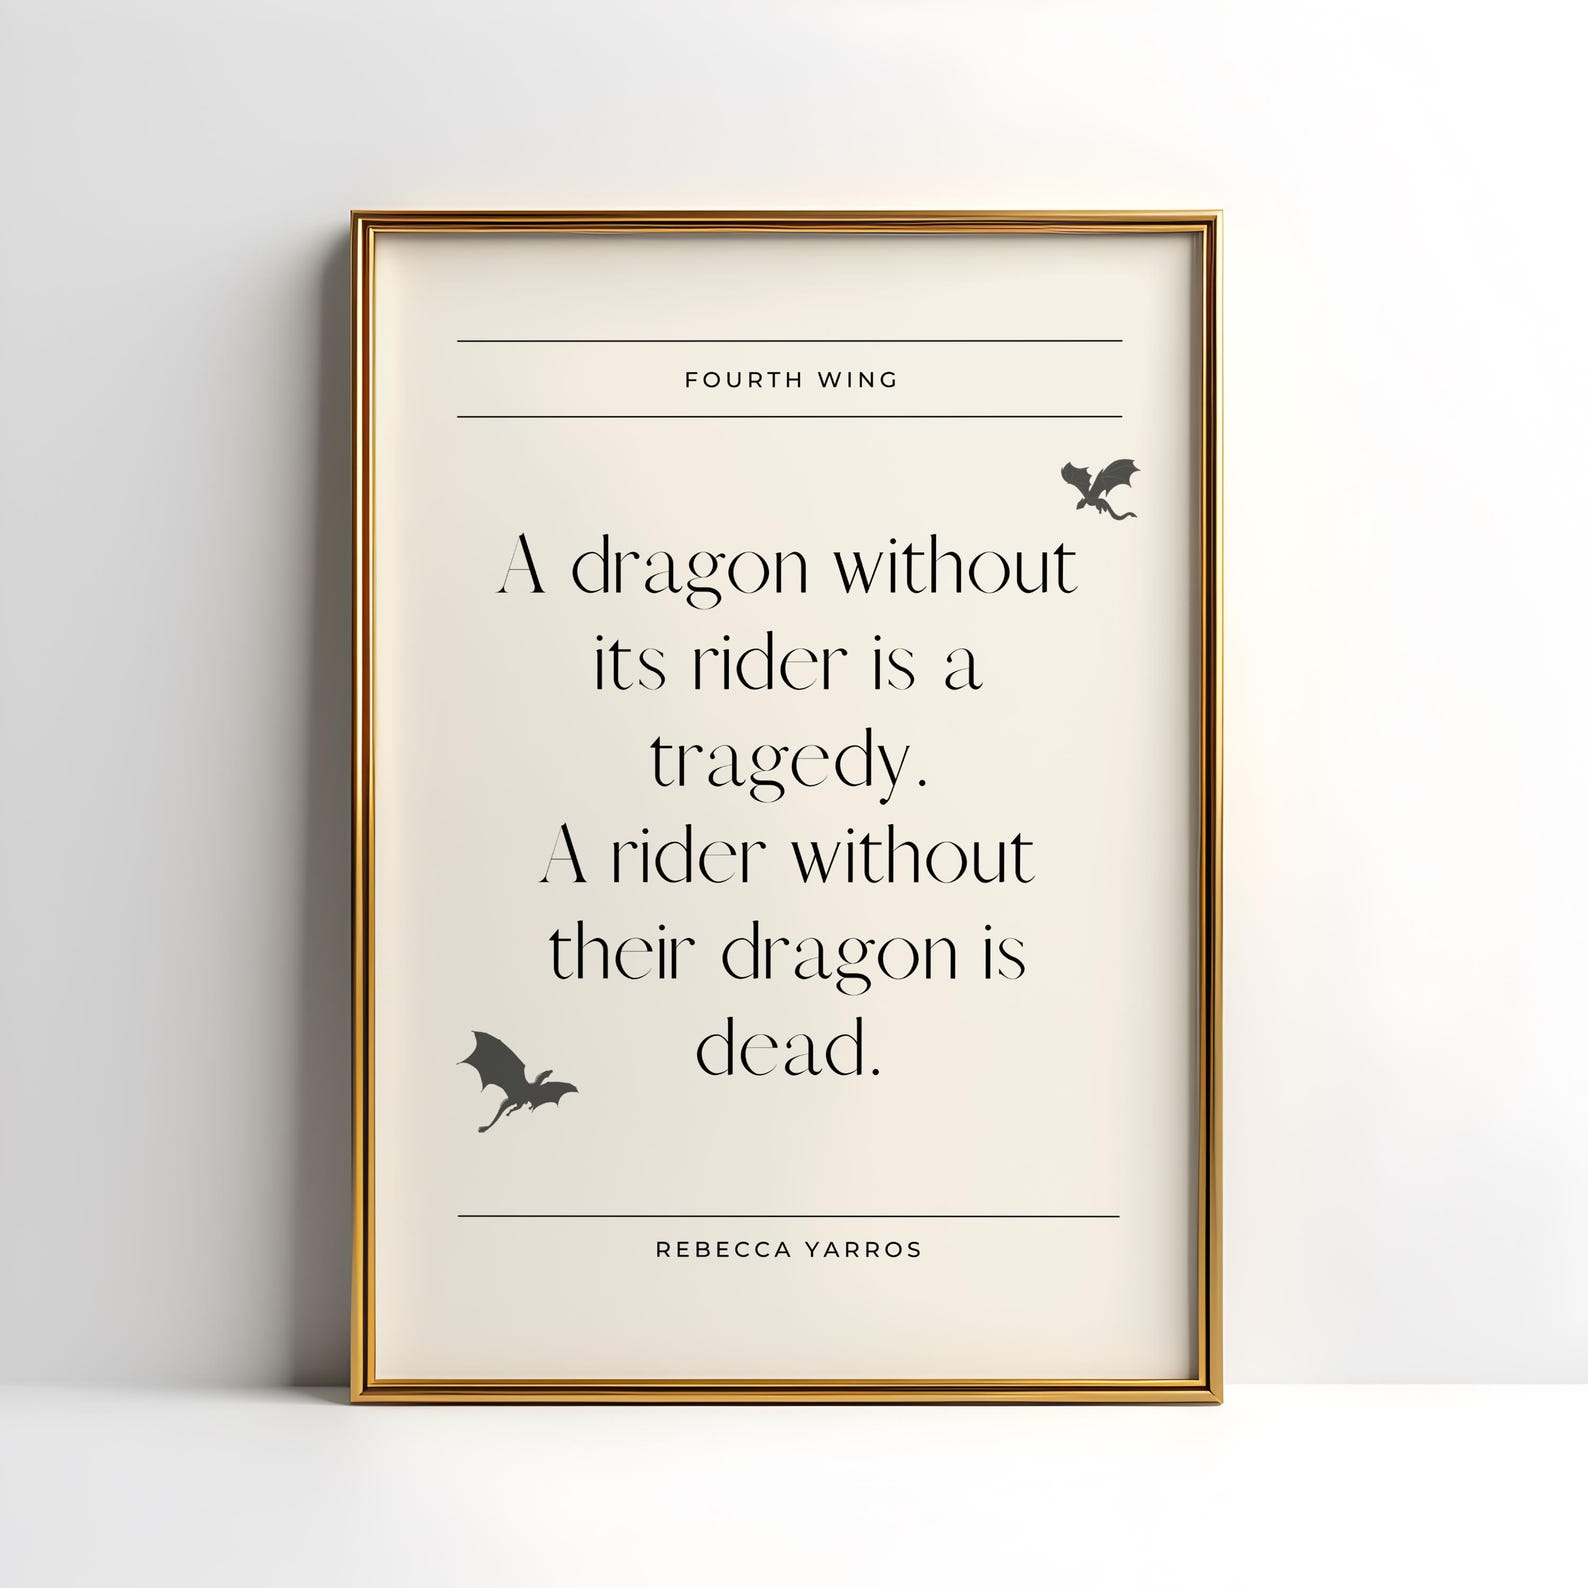 FOURTH WING
A dragon without
its rider is a
tragedy.
A rider without
their dragon is
dead.
REBECCA YARROS